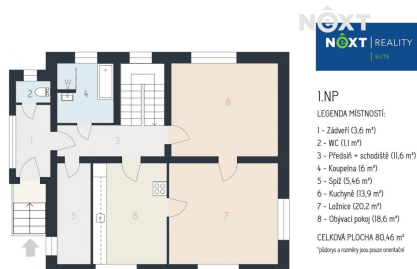 NEXT
REALITY
NEXT REALITY
ELITE
1.NP
LEGENDA MÍSTNOSTÍ:
1 - Zádveří (3,6 m²)
2 - WC (1,1 m²)
3 - Předsíň + schodiště (11,6 m²)
4 - Koupelna (6 m²)
5 - Spíž (5,46 m²)
6 - Kuchyně (13,9 m²)
7 - Ložnice (20,2 m²)
8 - Obývací pokoj (18,6 m²)
CELKOVÁ PLOCHA 80,46 m²
*půdorys a rozměry jsou pouze orientační
2
4
8
1
3
5
6
7